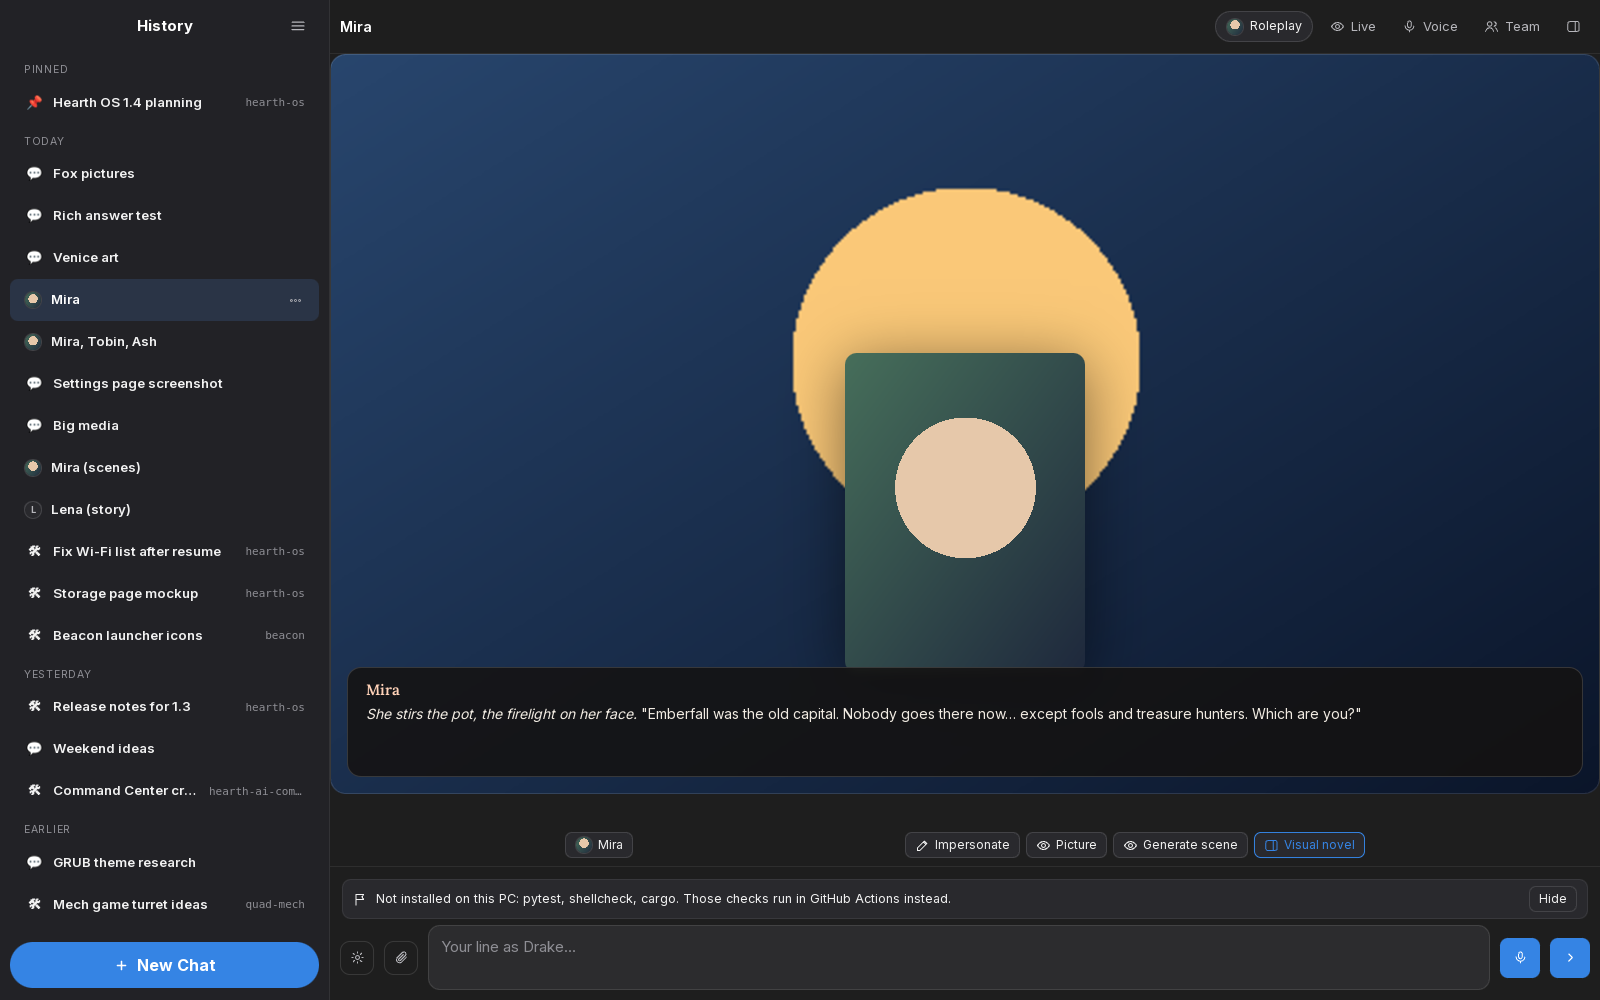 History
PINNED
Hearth OS 1.4 planning hearth-os
TODAY
Fox pictures
Rich answer test
Venice art
Mira
Mira, Tobin, Ash
Settings page screenshot
Big media
Mira (scenes)
L Lena (story)
Fix Wi-Fi list after resume hearth-os
Storage page mockup hearth-os
Beacon launcher icons beacon
YESTERDAY
Release notes for 1.3 hearth-os
Weekend ideas
Command Center cr... hearth-ai-com…
EARLIER
GRUB theme research
Mech game turret ideas quad-mech
+ New Chat
Mira
Roleplay Live Voice Team
Mira
She stirs the pot, the firelight on her face. "Emberfall was the old capital. Nobody goes there now... except fools and treasure hunters. Which are you?"
Mira Impersonate Picture Generate scene Visual novel
Not installed on this PC: pytest, shellcheck, cargo. Those checks run in GitHub Actions instead. Hide
Your line as Drake...